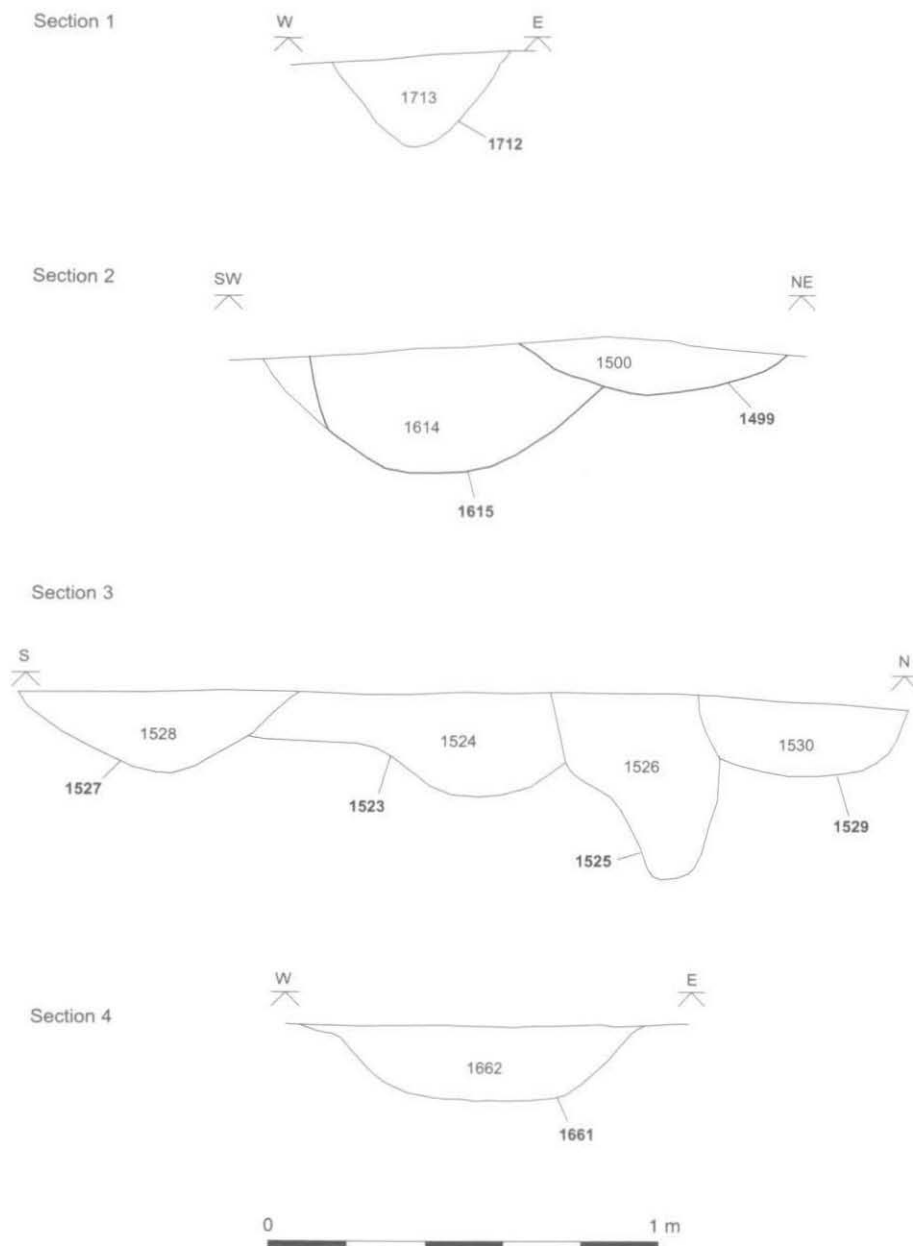 Section 1
W E
1713
1712
Section 2
SW NE
1500
1614
1499
1615
Section 3
S N
1528 1524 1526 1530
1527 1523 1525 1529
W E
Section 4
1662
1661
0 1 m